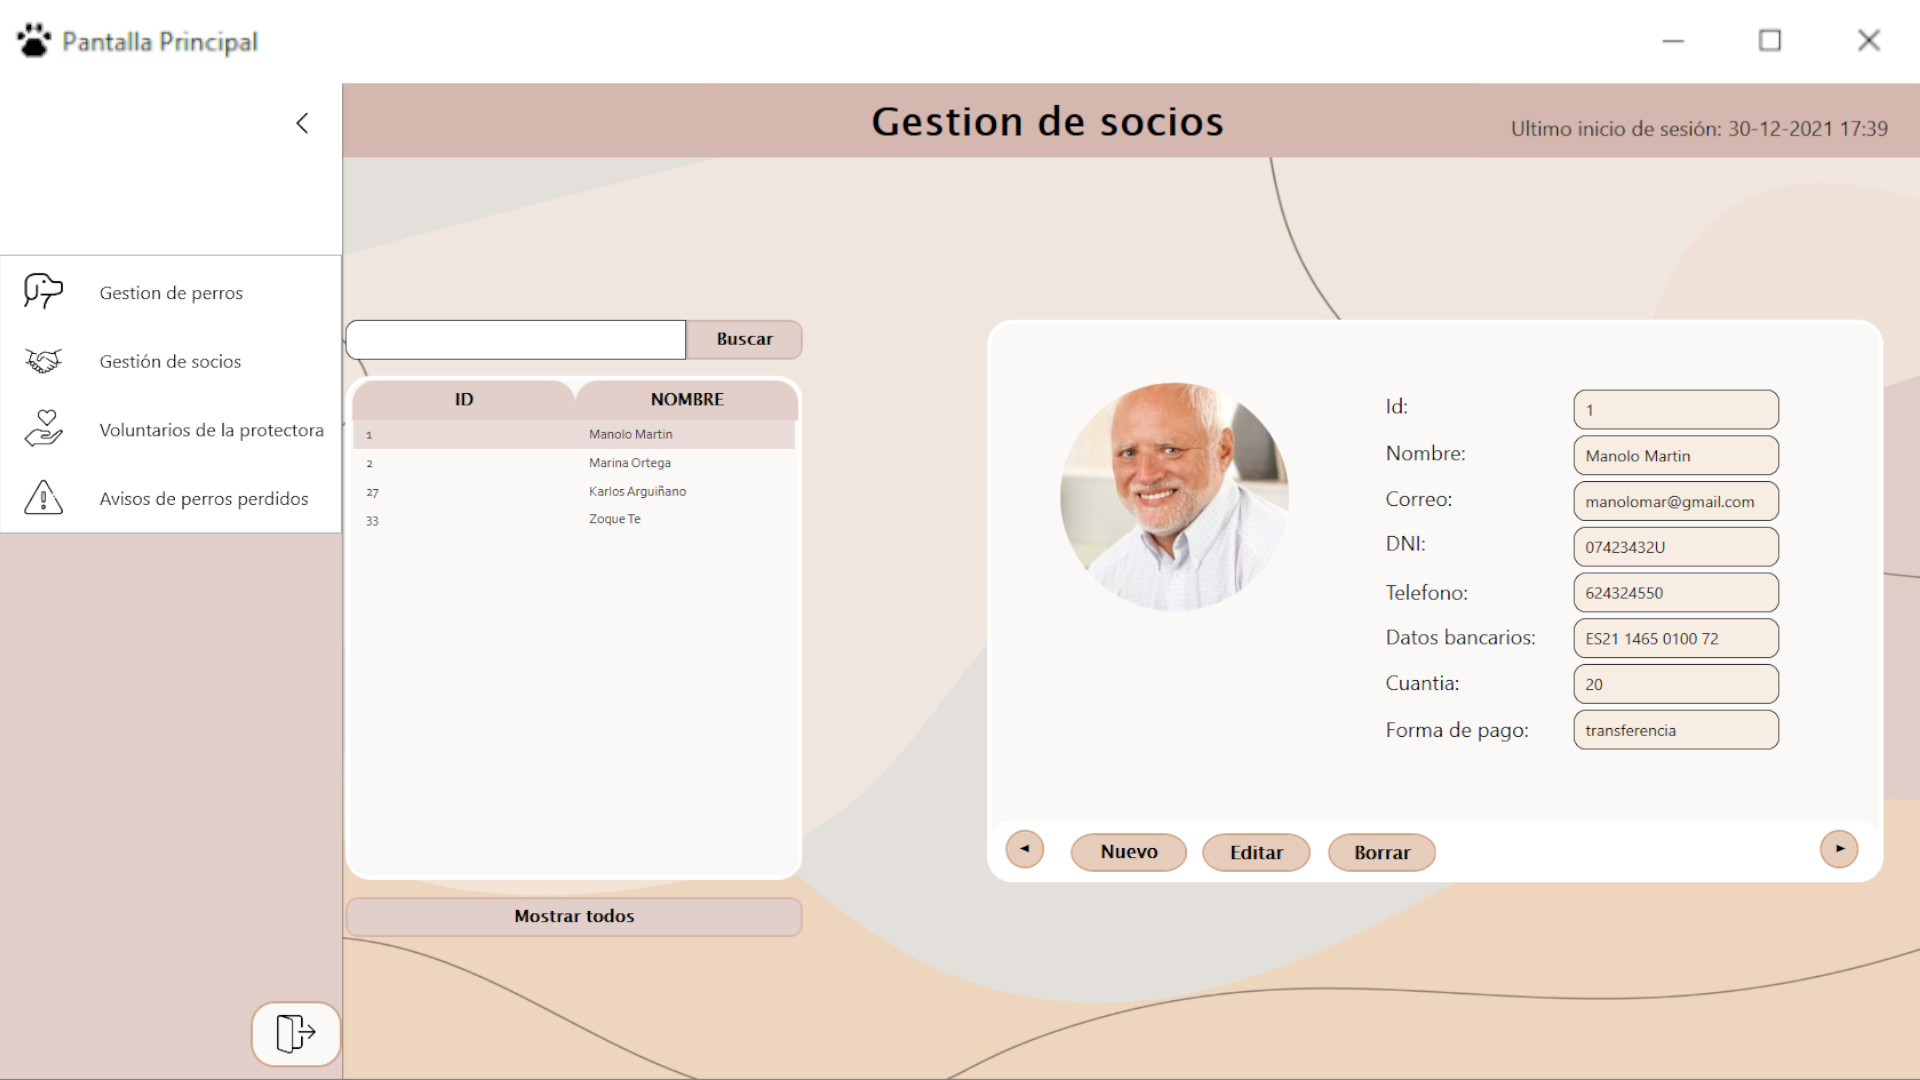 Pantalla Principal
Gestion de socios
Ultimo inicio de sesión: 30-12-2021 17:39
Gestion de perros
Gestión de socios
Voluntarios de la protectora
Avisos de perros perdidos
Buscar
ID NOMBRE
1 Manolo Martin
2 Marina Ortega
27 Karlos Arguiñano
33 Zoque Te
Mostrar todos
Id: 1
Nombre: Manolo Martin
Correo: manolomar@gmail.com
DNI: 07423432U
Telefono: 624324550
Datos bancarios: ES21 1465 0100 72
Cuantia: 20
Forma de pago: transferencia
Nuevo Editar Borrar